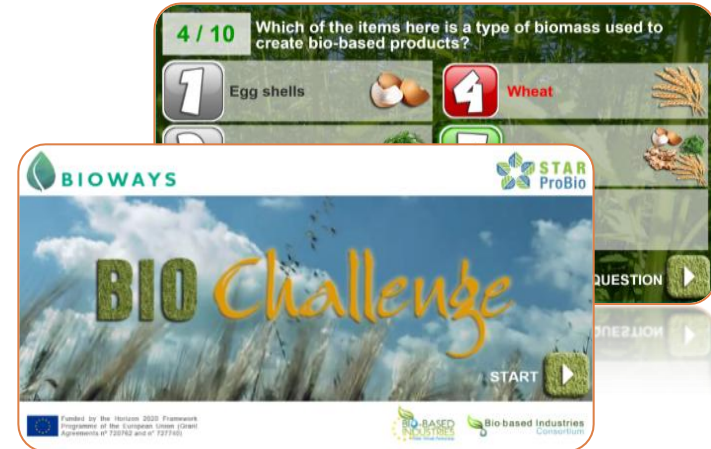 4 / 10
Which of the items here is a type of biomass used to
create bio-based products?
1
Egg shells
4
Wheat
QUESTION
BIOWAYS
STAR
ProBio
BIO Challenge
START
Funded by the Horizon 2020 Framework
Programme of the European Union (Grant
Agreements nº 720762 and nº 727740)
BIO-BASED
INDUSTRIES
Bio-based Industries
Consortium
QUESTION